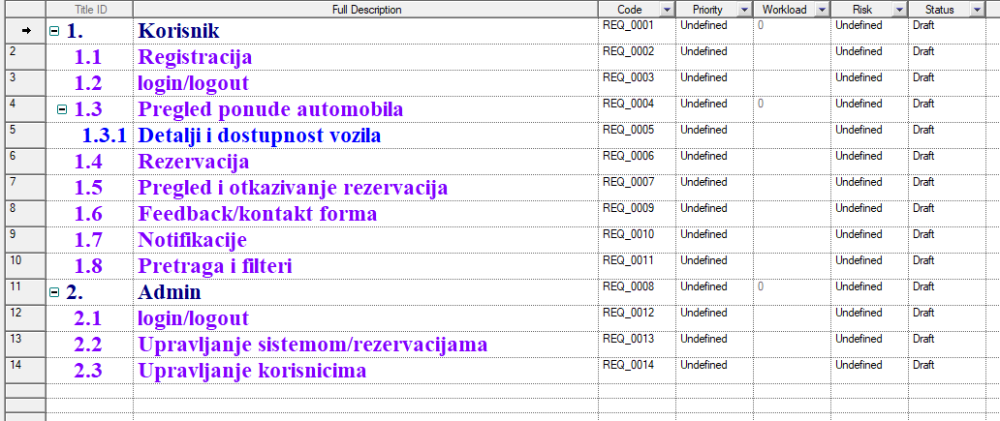 Title ID Full Description Code Priority Workload Risk Status
1. Korisnik REQ_0001 Undefined 0 Undefined Draft
2 1.1 Registracija REQ_0002 Undefined Undefined Draft
3 1.2 login/logout REQ_0003 Undefined Undefined Draft
4 1.3 Pregled ponude automobila REQ_0004 Undefined 0 Undefined Draft
5 1.3.1 Detalji i dostupnost vozila REQ_0005 Undefined Undefined Draft
6 1.4 Rezervacija REQ_0006 Undefined Undefined Draft
7 1.5 Pregled i otkazivanje rezervacija REQ_0007 Undefined Undefined Draft
8 1.6 Feedback/kontakt forma REQ_0009 Undefined Undefined Draft
9 1.7 Notifikacije REQ_0010 Undefined Undefined Draft
10 1.8 Pretraga i filteri REQ_0011 Undefined Undefined Draft
11 2. Admin REQ_0008 Undefined 0 Undefined Draft
12 2.1 login/logout REQ_0012 Undefined Undefined Draft
13 2.2 Upravljanje sistemom/rezervacijama REQ_0013 Undefined Undefined Draft
14 2.3 Upravljanje korisnicima REQ_0014 Undefined Undefined Draft